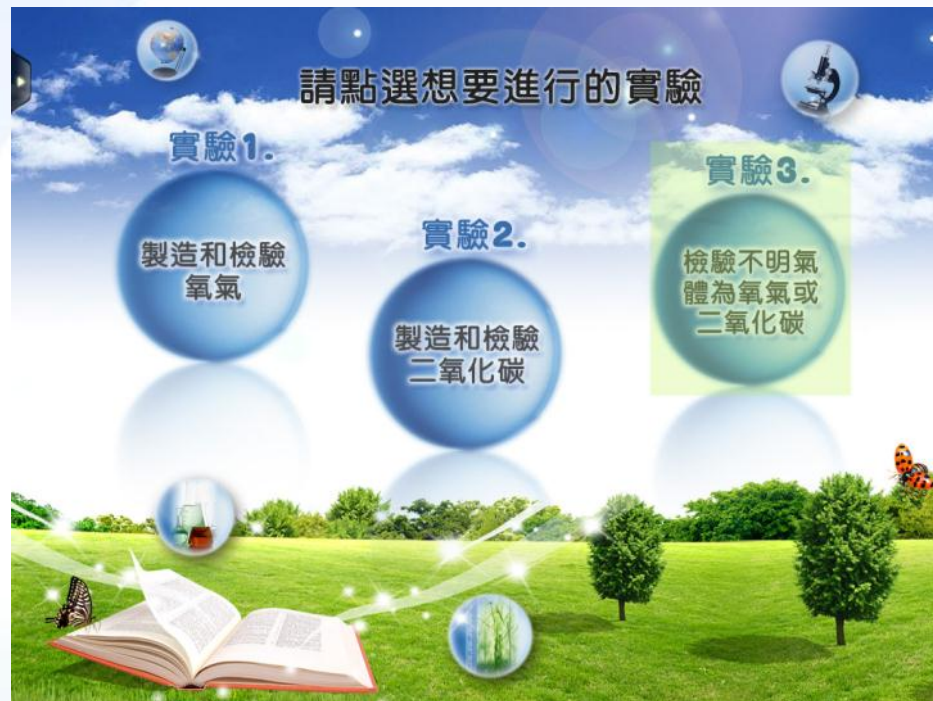 請點選想要進行的實驗
實驗1.
製造和檢驗
氧氣
實驗2.
製造和檢驗
二氧化碳
實驗3.
檢驗不明氣
體為氧氣或
二氧化碳